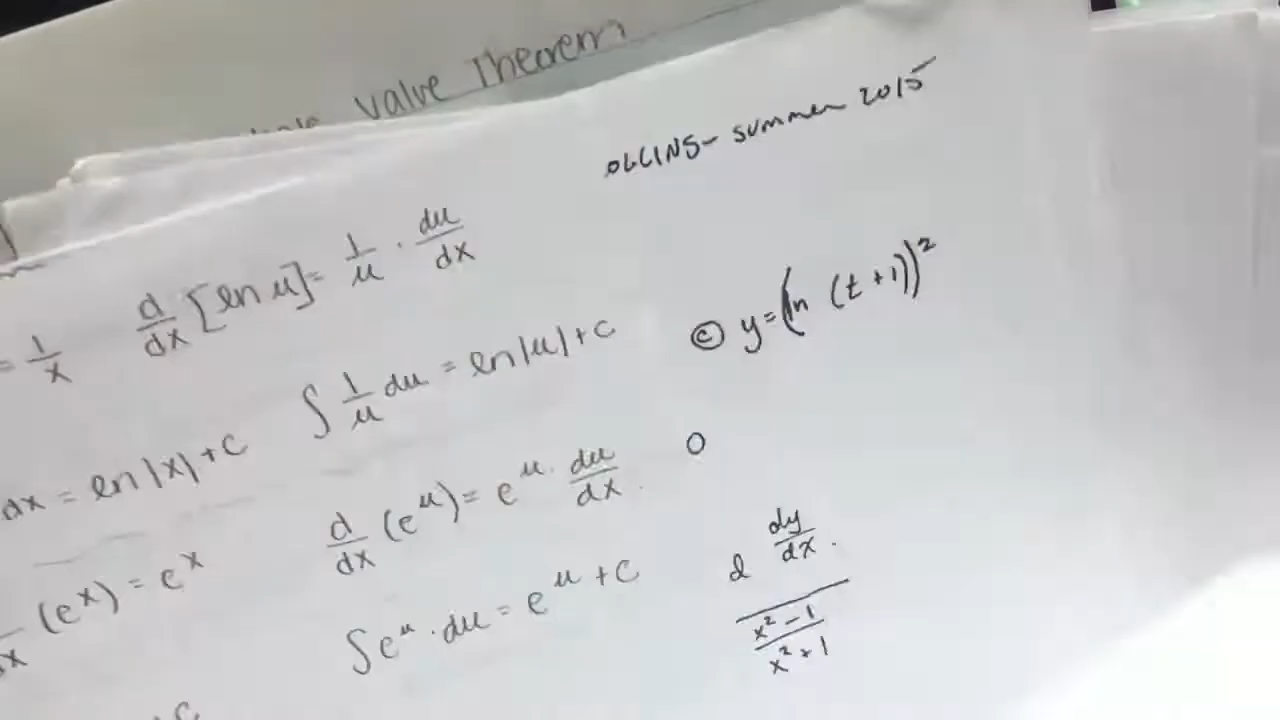 Value Theorem
OLLINS- summer 2015
= 1/x d/dx [ln u] = 1/u · du/dx
dx = ln|x| + C ∫ 1/u du = ln|u| + C
© y = (ln (t+1))²
(e^x) = e^x d/dx (e^u) = e^u · du/dx
∫ e^u · du = e^u + C
dy/dx
x² - 1 / x² + 1
+ C